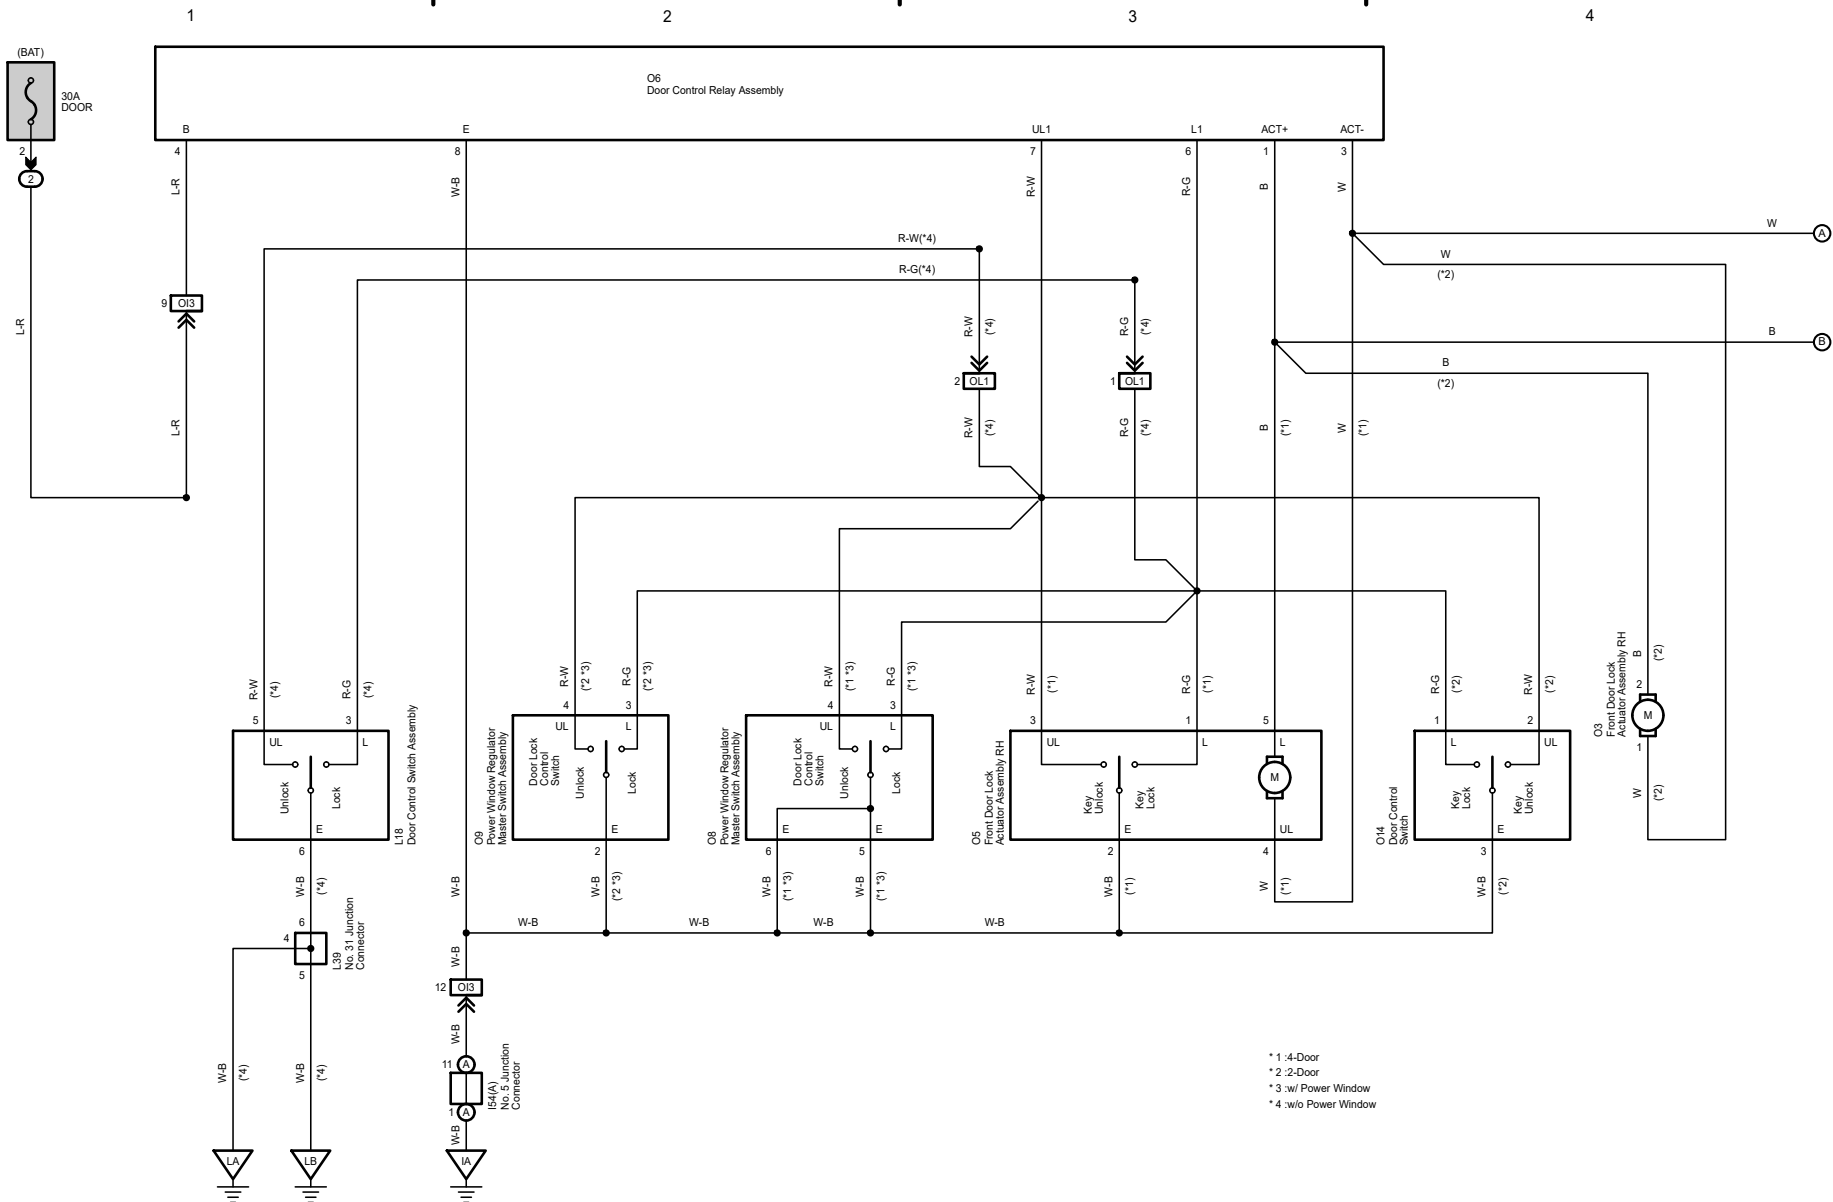 1
2
3
4
(BAT)
30A
DOOR
2
2
O6
Door Control Relay Assembly
B
E
UL1
L1
ACT+
ACT-
4
8
7
6
1
3
L-R
W-B
R-W
R-G
B
W
W
A
R-W(*4)
W
(*2)
R-G(*4)
9
OI3
L-R
R-W
(*4)
R-G
(*4)
B
B
B
(*2)
2
OL1
1
OL1
L-R
R-W
(*4)
R-G
(*4)
B
(*1)
W
(*1)
R-W
(*4)
R-G
(*4)
R-W
(*2 *3)
R-G
(*2 *3)
R-W
(*1 *3)
R-G
(*1 *3)
R-W
(*1)
R-G
(*1)
R-G
(*2)
R-W
(*2)
B
(*2)
5
3
UL
L
Unlock
Lock
E
6
L18
Door Control Switch Assembly
4
3
UL
L
Door Lock
Control
Switch
Unlock
Lock
E
2
O9
Power Window Regulator
Master Switch Assembly
4
3
UL
L
Door Lock
Control
Switch
Unlock
Lock
E
E
6
5
O8
Power Window Regulator
Master Switch Assembly
3
1
5
UL
L
L
M
Key
Unlock
Key
Lock
E
UL
2
4
O5
Front Door Lock
Actuator Assembly RH
1
2
L
UL
Key
Lock
Key
Unlock
E
3
O14
Door Control
Switch
O3
Front Door Lock
Actuator Assembly RH
2
M
1
W
(*2)
W-B
(*4)
W-B
W-B
(*2 *3)
W-B
(*1 *3)
W-B
(*1 *3)
W-B
(*1)
W
(*1)
W-B
(*2)
W-B
W-B
W-B
W-B
6
4
5
L39
No. 31 Junction
Connector
W-B
12
OI3
W-B
(*4)
W-B
(*4)
W-B
11
A
I54(A)
No. 5 Junction
Connector
1
A
W-B
LA
LB
IA
* 1 :4-Door
* 2 :2-Door
* 3 :w/ Power Window
* 4 :w/o Power Window